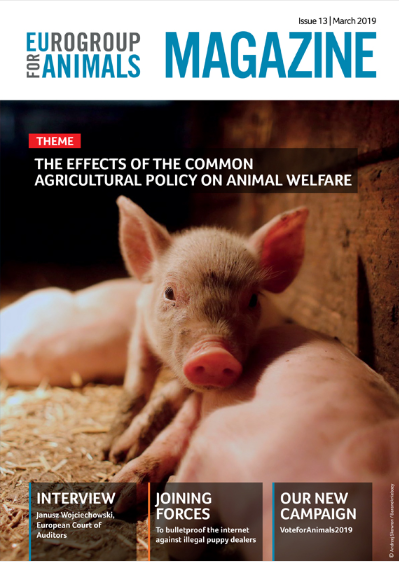 Issue 13 | March 2019
EUROGROUP
FOR ANIMALS
MAGAZINE
THEME
THE EFFECTS OF THE COMMON
AGRICULTURAL POLICY ON ANIMAL WELFARE
INTERVIEW
Janusz Wojciechowski,
European Court of
Auditors
JOINING
FORCES
To bulletproof the internet
against illegal puppy dealers
OUR NEW
CAMPAIGN
VoteforAnimals2019